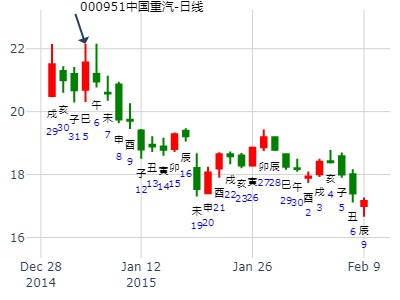 000951中国重汽-日线
22
20
18
16
戌 亥 子 巳 午 未 申 酉 子 丑 寅 卯 辰 未 申 酉 戌 亥 寅 卯 辰 巳 午 酉 戌 亥 子 丑 辰
29 30 31 5 6 7 8 9 12 13 14 15 16 19 20 21 22 23 26 27 28 29 30 2 3 4 5 6 9
Dec 28 Jan 12 Jan 26 Feb 9
2014 2015